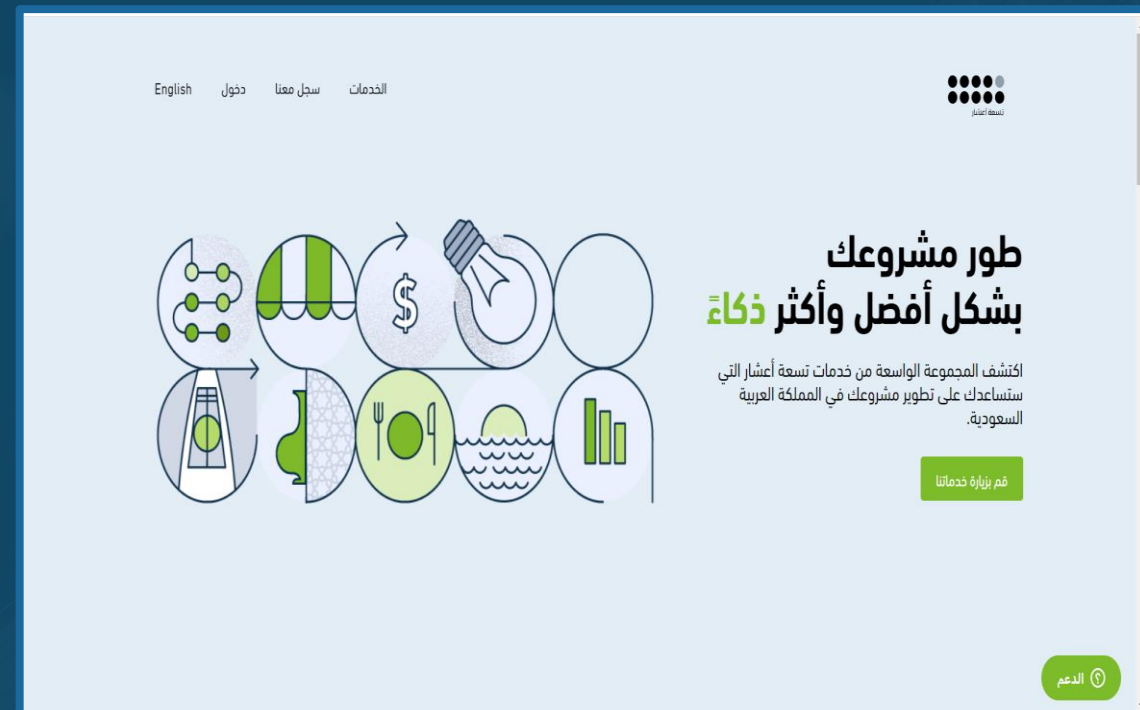 تسعة أعشار
الخدمات سجل معنا دخول English
طور مشروعك
بشكل أفضل وأكثر ذكاءً
اكتشف المجموعة الواسعة من خدمات تسعة أعشار التي
ستساعدك على تطوير مشروعك في المملكة العربية
السعودية.
قم بزيارة خدماتنا
$
الدعم ؟